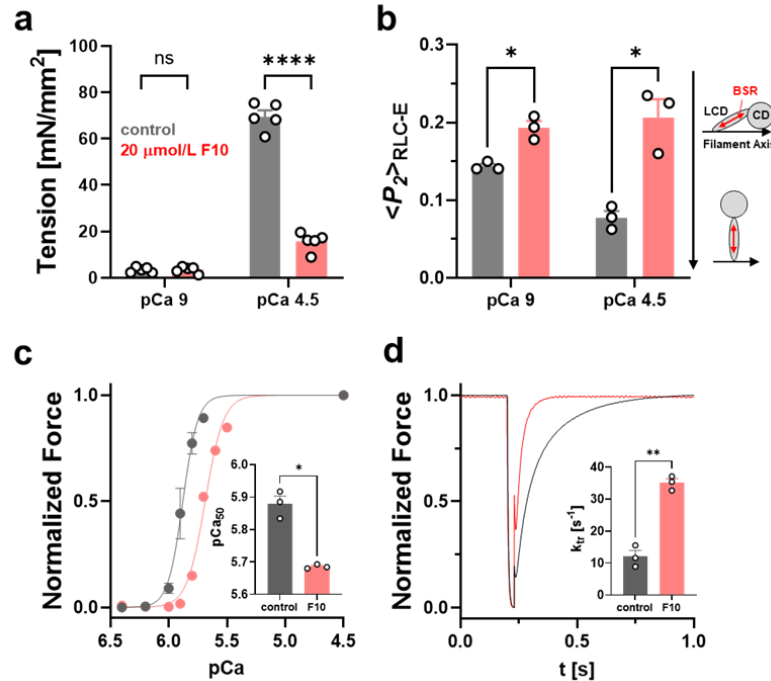 a
Tension [mN/mm²]
100
80
60
40
20
0
ns
****
control
20 μmol/L F10
pCa 9
pCa 4.5
b
<P₂>RLC-E
0.3
0.2
0.1
0.0
*
*
pCa 9
pCa 4.5
BSR
LCD
CD
Filament Axis
c
Normalized Force
1.0
0.5
0.0
6.5
6.0
5.5
5.0
4.5
pCa
pCa50
6.0
5.9
5.8
5.7
5.6
*
control
F10
d
Normalized Force
1.0
0.5
0.0
0.0
0.5
1.0
t [s]
ktr [s⁻¹]
40
30
20
10
0
**
control
F10